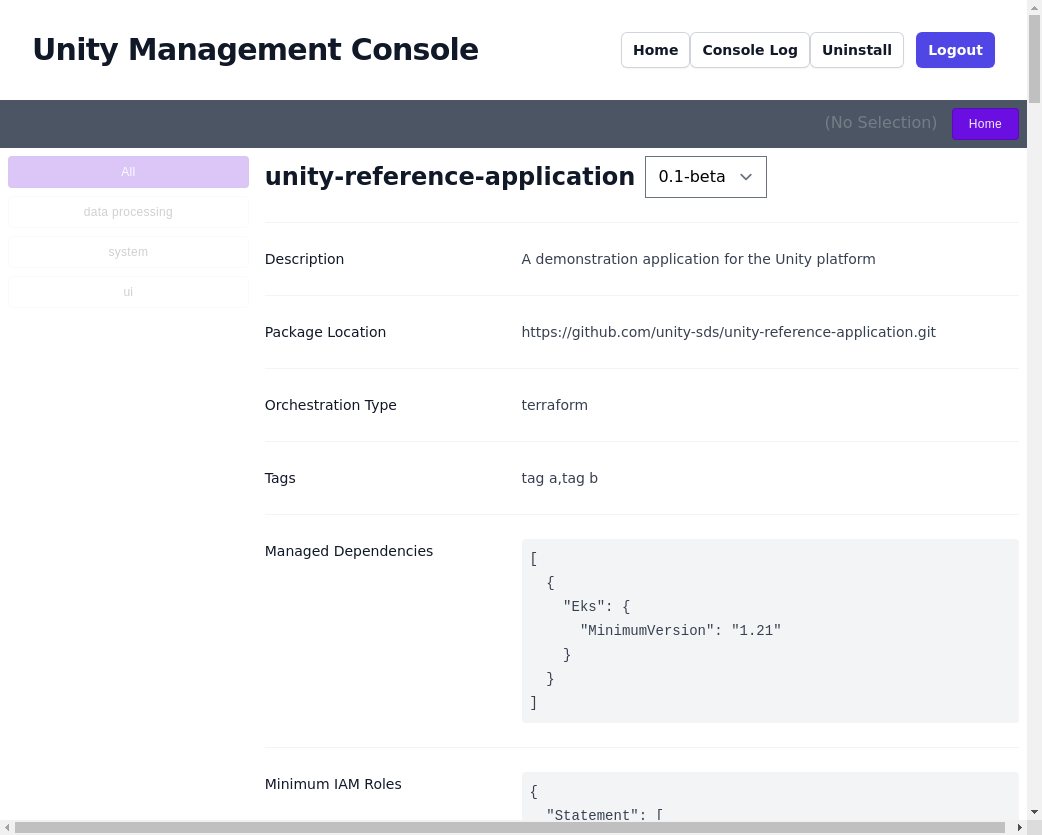 Unity Management Console
Home
Console Log
Uninstall
Logout
(No Selection)
Home
All
data processing
system
ui
unity-reference-application
0.1-beta
Description
A demonstration application for the Unity platform
Package Location
https://github.com/unity-sds/unity-reference-application.git
Orchestration Type
terraform
Tags
tag a,tag b
Managed Dependencies
[
  {
    "Eks": {
      "MinimumVersion": "1.21"
    }
  }
]
Minimum IAM Roles
{
  "Statement": [